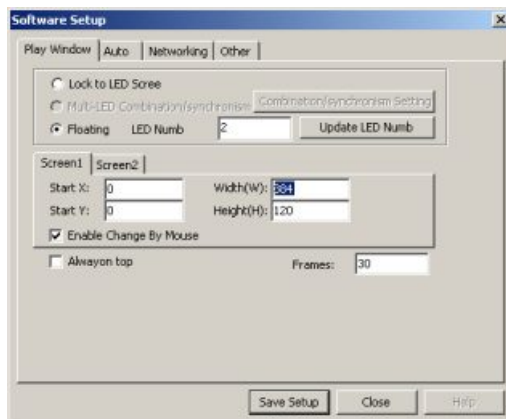 Software Setup
Play Window Auto Networking Other
Lock to LED Scree
Multi-LED Combination/synchronism Combination/synchronism Setting
Floating LED Numb 2 Update LED Numb
Screen1 Screen2
Start X: 0 Width(W): 384
Start Y: 0 Height(H): 120
Enable Change By Mouse
Alwayon top Frames: 30
Save Setup Close Help